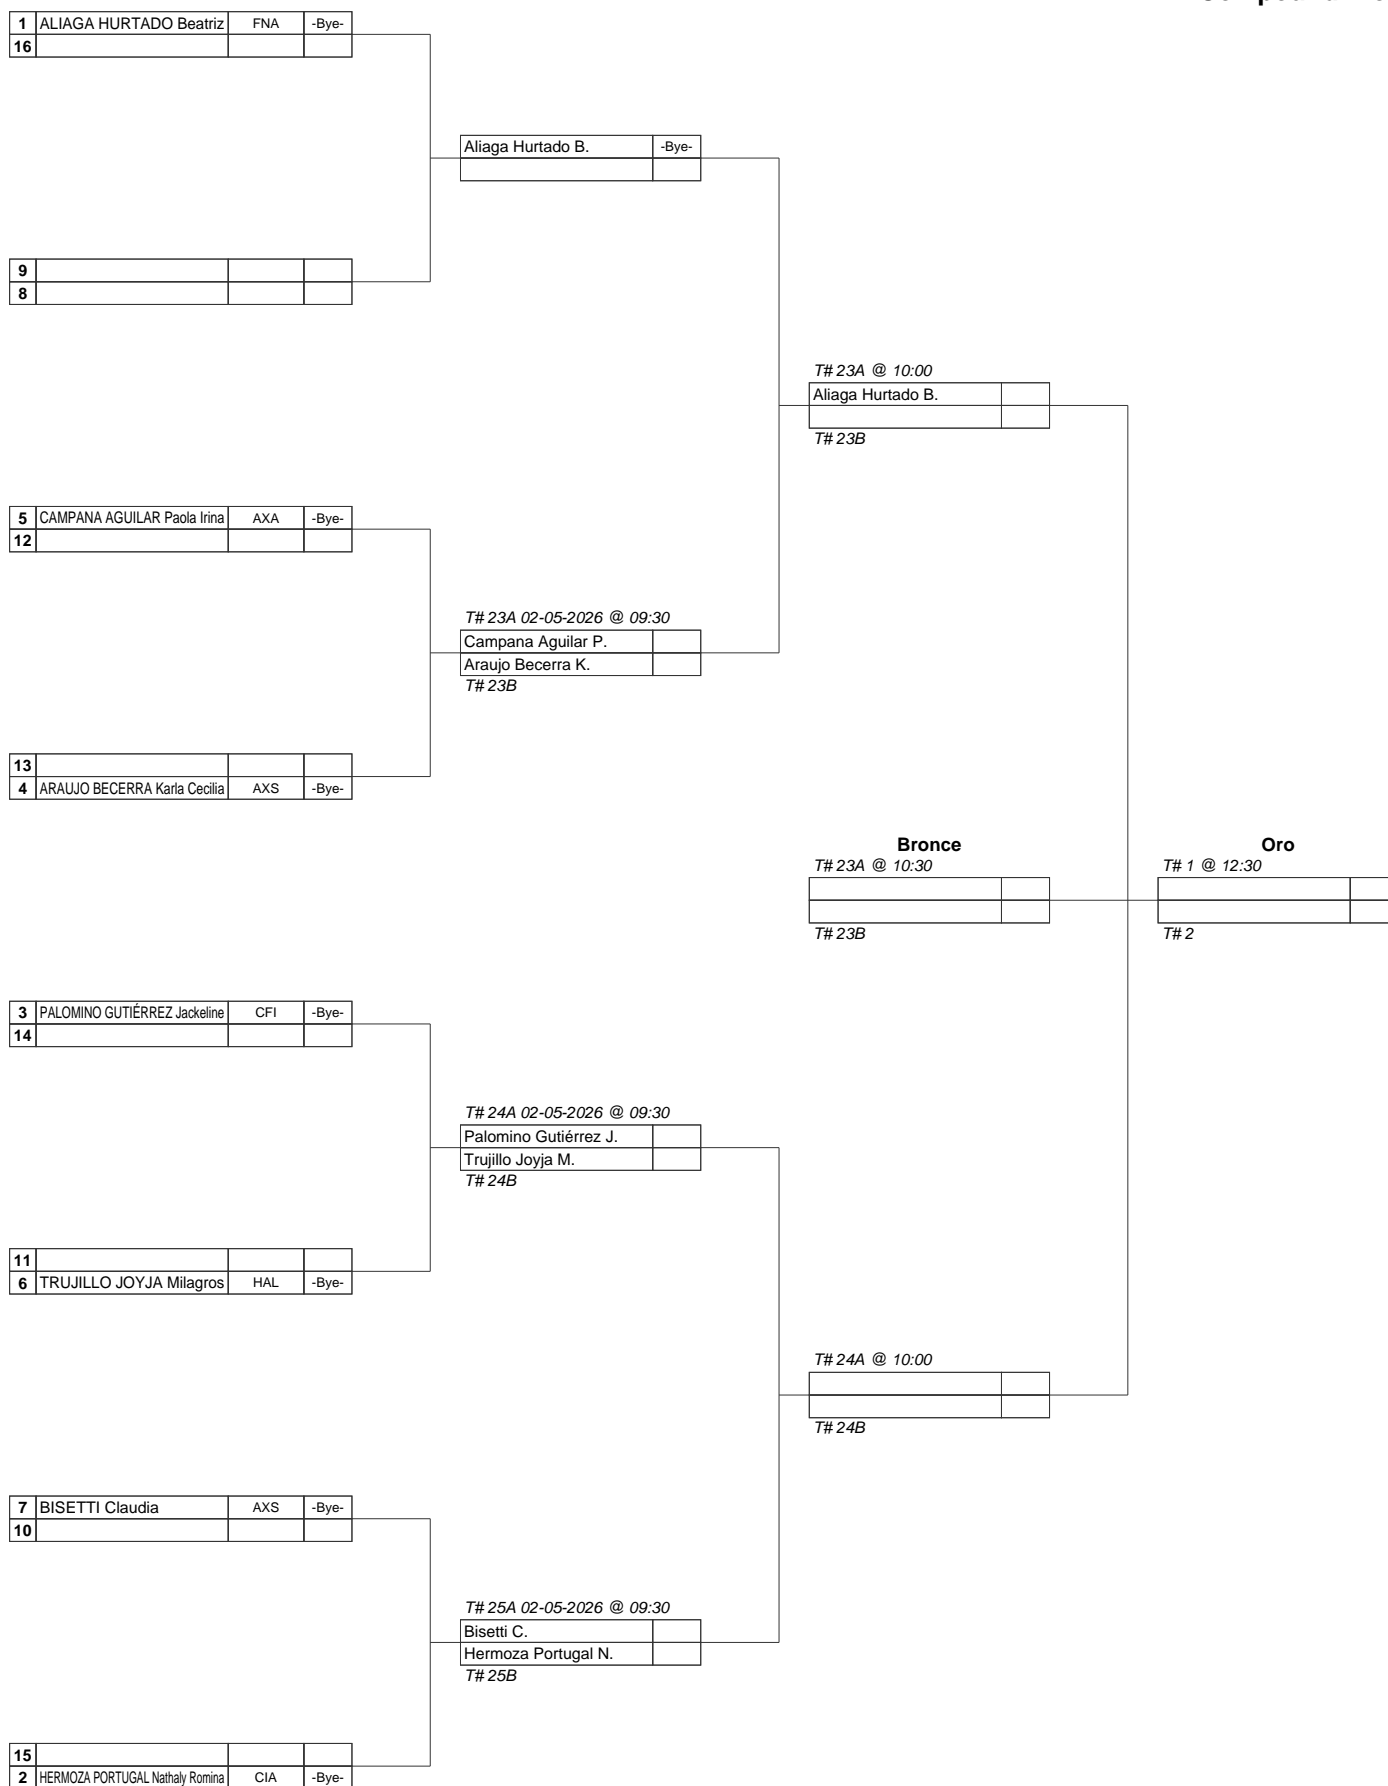 1 ALIAGA HURTADO Beatriz FNA -Bye-
16
Aliaga Hurtado B. -Bye-
9
8
T# 23A @ 10:00
Aliaga Hurtado B.
T# 23B
5 CAMPANA AGUILAR Paola Irina AXA -Bye-
12
T# 23A 02-05-2026 @ 09:30
Campana Aguilar P.
Araujo Becerra K.
T# 23B
13
4 ARAUJO BECERRA Karla Cecilia AXS -Bye-
Bronce Oro
T# 23A @ 10:30 T# 1 @ 12:30
T# 23B T# 2
3 PALOMINO GUTIÉRREZ Jackeline CFI -Bye-
14
T# 24A 02-05-2026 @ 09:30
Palomino Gutiérrez J.
Trujillo Joyja M.
T# 24B
11
6 TRUJILLO JOYJA Milagros HAL -Bye-
T# 24A @ 10:00
T# 24B
7 BISETTI Claudia AXS -Bye-
10
T# 25A 02-05-2026 @ 09:30
Bisetti C.
Hermoza Portugal N.
T# 25B
15
2 HERMOZA PORTUGAL Nathaly Romina CIA -Bye-